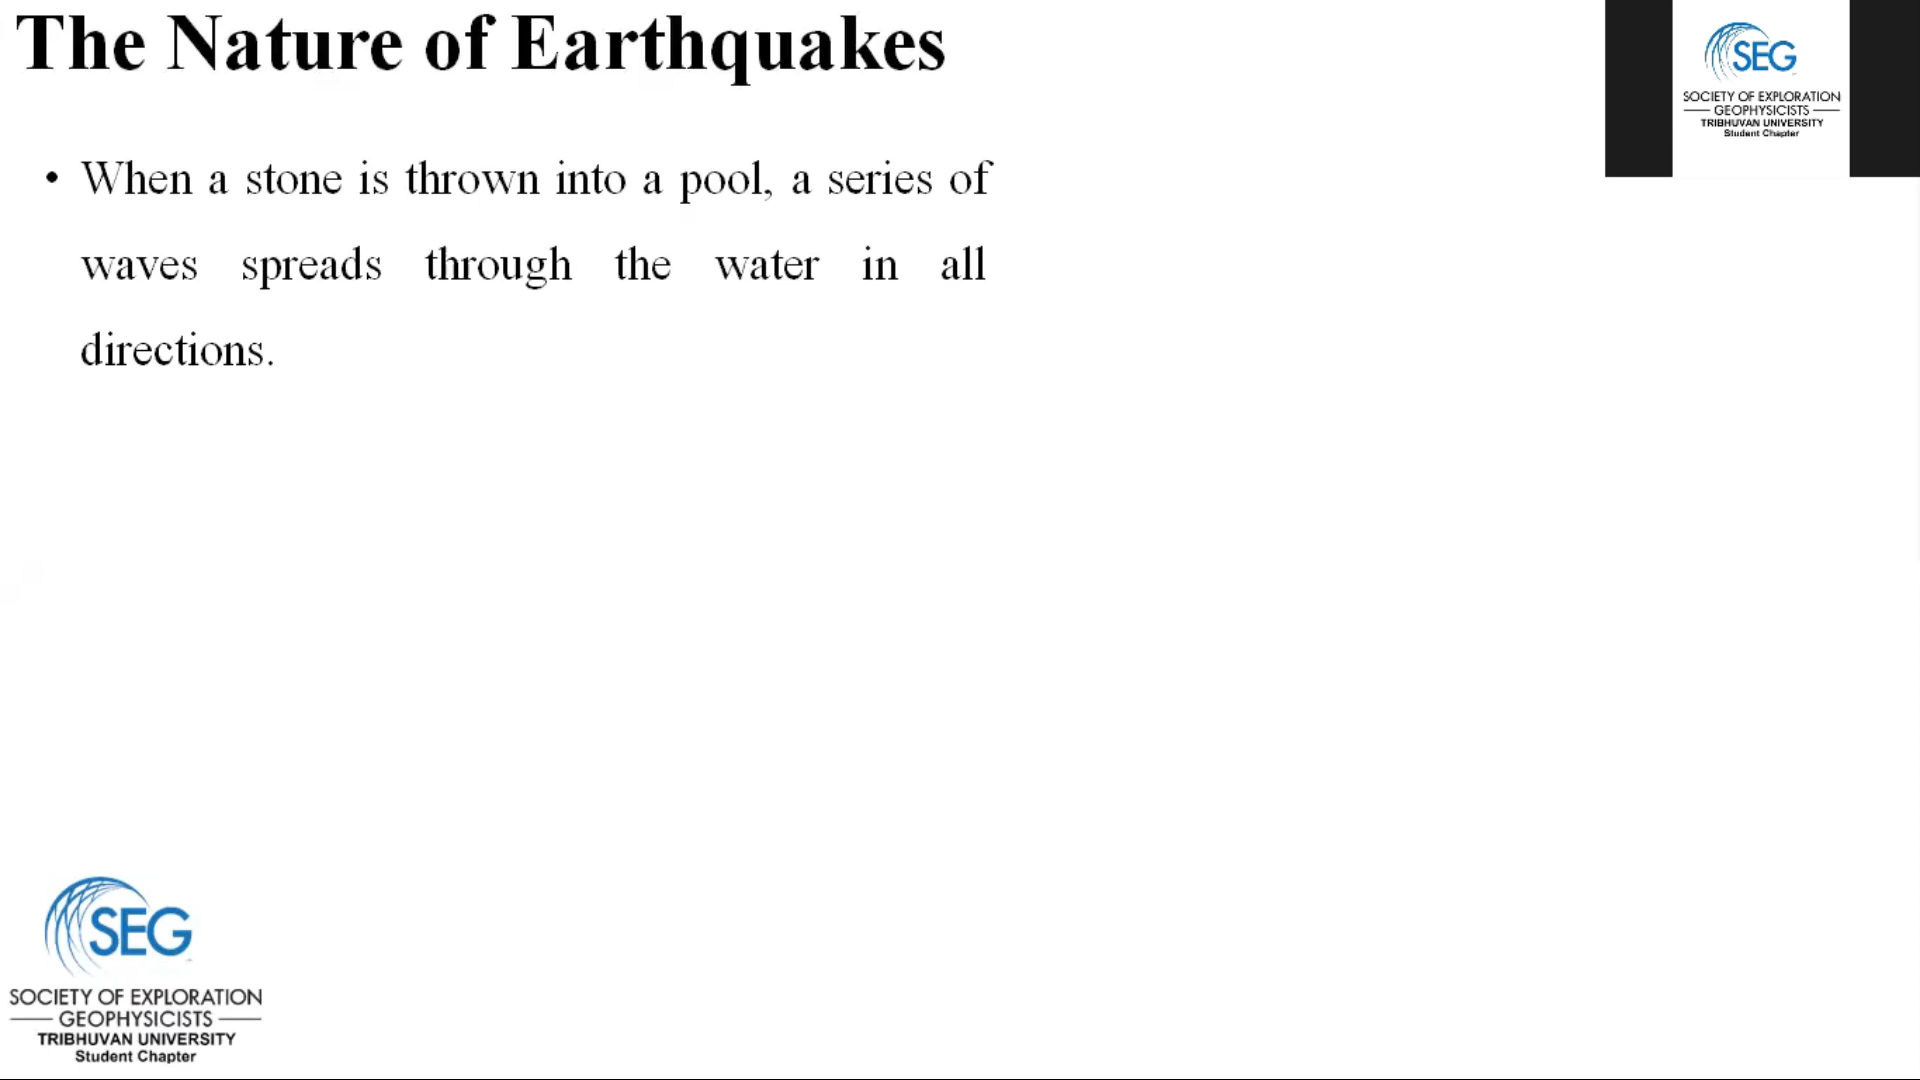 The Nature of Earthquakes
SEG
SOCIETY OF EXPLORATION
GEOPHYSICISTS
TRIBHUVAN UNIVERSITY
Student Chapter
• When a stone is thrown into a pool, a series of
waves spreads through the water in all
directions.
SEG
SOCIETY OF EXPLORATION
GEOPHYSICISTS
TRIBHUVAN UNIVERSITY
Student Chapter